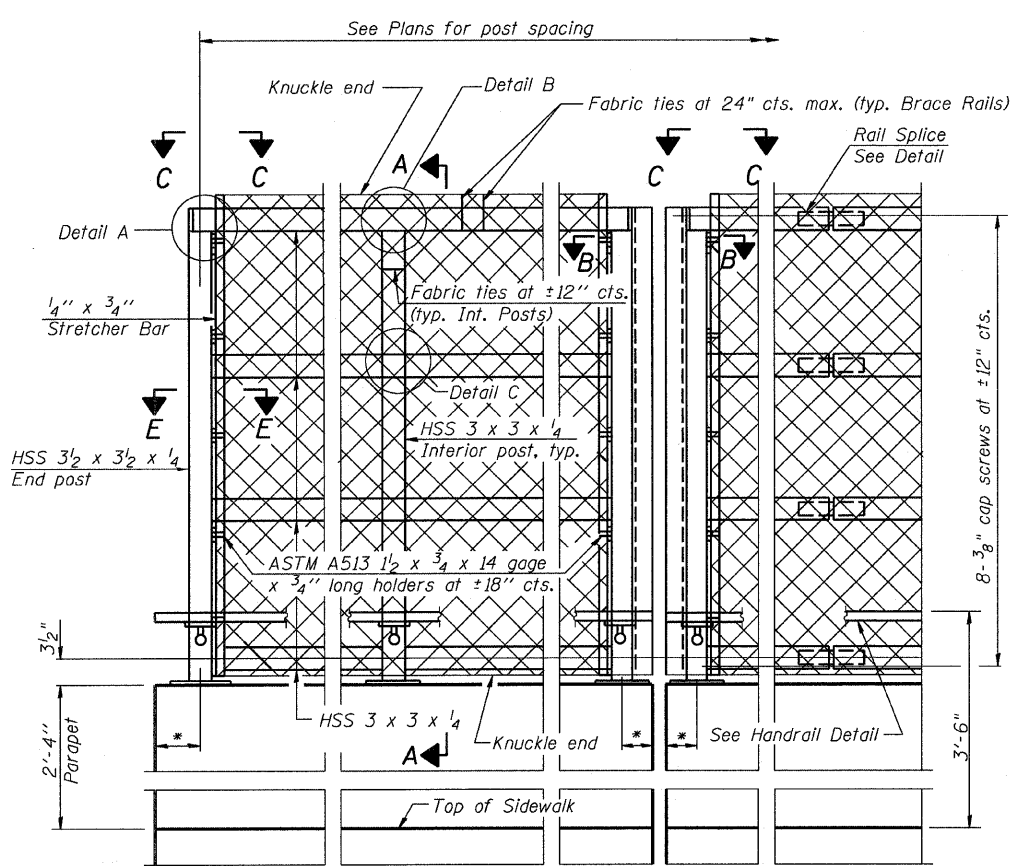 See Plans for post spacing
Knuckle end
Detail B
Fabric ties at 24" cts. max. (typ. Brace Rails)
Rail Splice
See Detail
A
C
C
C
C
Detail A
B
B
Fabric ties at ±12" cts.
(typ. Int. Posts)
1/4" x 3/4"
Stretcher Bar
Detail C
E
E
HSS 3 x 3 x 1/4
Interior post, typ.
HSS 3 1/2 x 3 1/2 x 1/4
End post
8- 3/8" cap screws at ±12" cts.
ASTM A513 1 1/2 x 3/4 x 14 gage
x 3/4" long holders at ±18" cts.
3 1/2"
HSS 3 x 3 x 1/4
2'-4"
Parapet
*
A
Knuckle end
*
*
See Handrail Detail
3'-6"
Top of Sidewalk